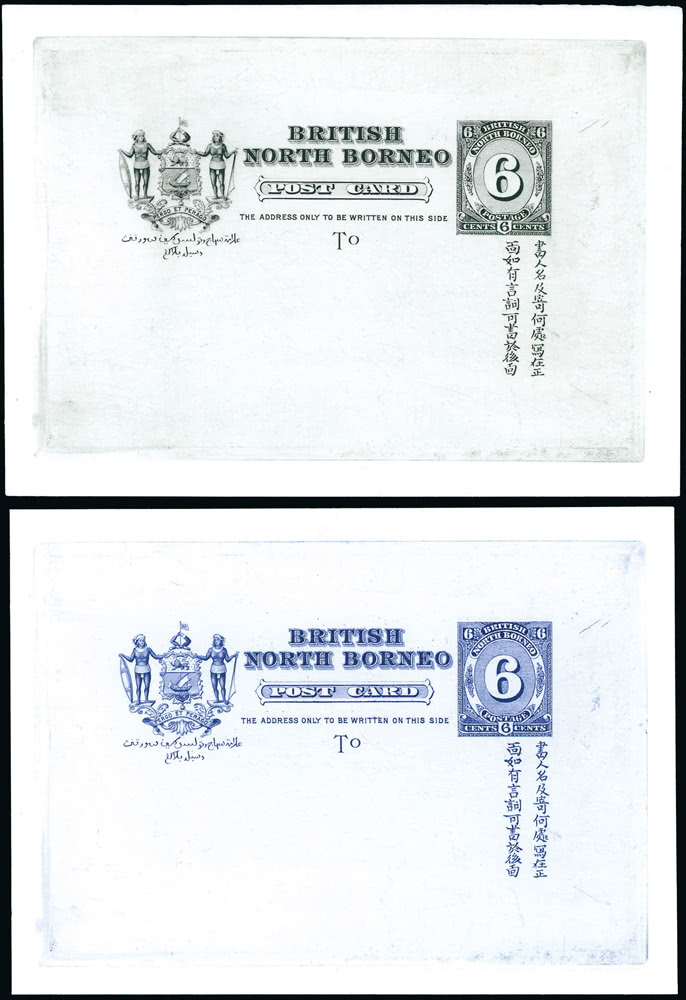 BRITISH
NORTH BORNEO
POST CARD
THE ADDRESS ONLY TO BE WRITTEN ON THIS SIDE
To
PERGO ET PERAGO
6 6
BRITISH
NORTH BORNEO
6
POSTAGE
CENTS 6 CENTS
書人名及寄何處寫在正
面如有言詞可書於後面
BRITISH
NORTH BORNEO
POST CARD
THE ADDRESS ONLY TO BE WRITTEN ON THIS SIDE
To
PERGO ET PERAGO
6 6
BRITISH
NORTH BORNEO
6
POSTAGE
CENTS 6 CENTS
書人名及寄何處寫在正
面如有言詞可書於後面